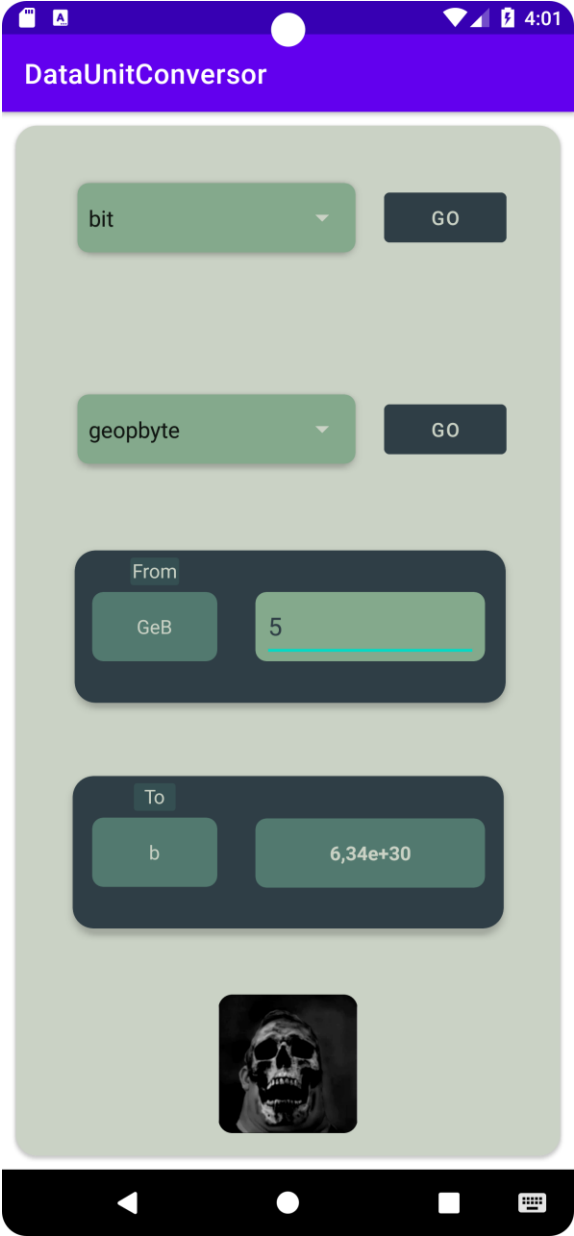 4:01
DataUnitConversor
bit
GO
geopbyte
GO
From
GeB
5
To
b
6,34e+30